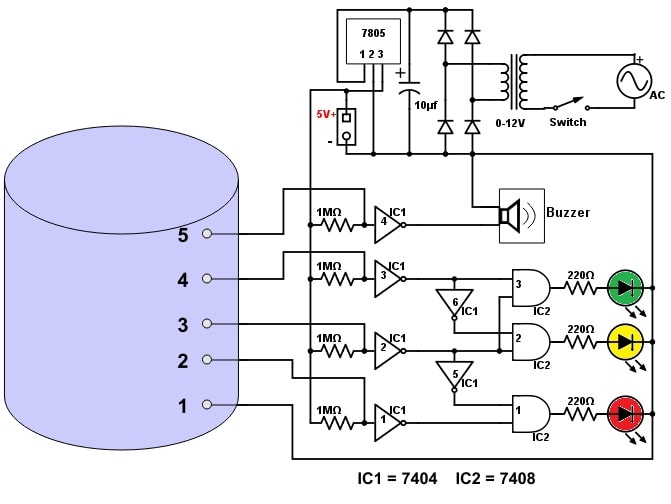 7805
1 2 3
+
10µf
5V+
-
0-12V
Switch
+
AC
Buzzer
5
1MΩ
4
IC1
4
1MΩ
3
IC1
6
IC1
3
IC2
220Ω
3
1MΩ
2
IC1
2
IC2
220Ω
2
5
IC1
1
1MΩ
1
IC1
1
IC2
220Ω
IC1 = 7404 IC2 = 7408